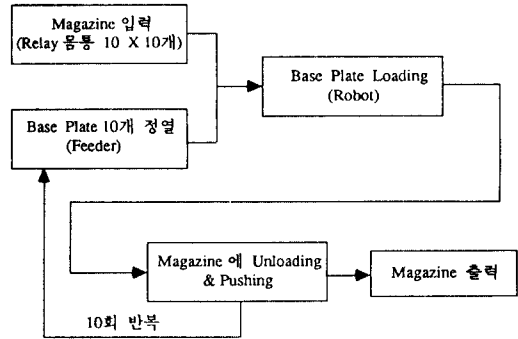 Magazine 입력
(Relay 몸통 10 X 10개)
Base Plate Loading
(Robot)
Base Plate 10개 정열
(Feeder)
Magazine 에 Unloading
& Pushing
Magazine 출력
10회 반복